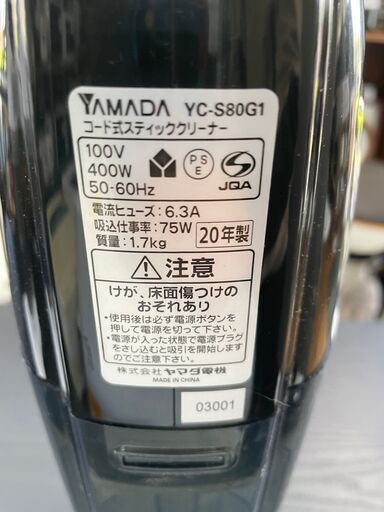 YAMADA YC-S80G1
コード式スティッククリーナー
100V
400W
50-60Hz
PS
E
JQA
電流ヒューズ：6.3A
吸込仕事率：75W
質量：1.7kg
20年製
注意
けが、床面傷つけの
おそれあり
・使用後は必ず電源ボタンを
押して電源を切って下さい。
・電源が入った状態で電源プラグ
をさし込むと吸引を開始します
のでご注意下さい。
株式会社 ヤマダ電機
MADE IN CHINA
03001